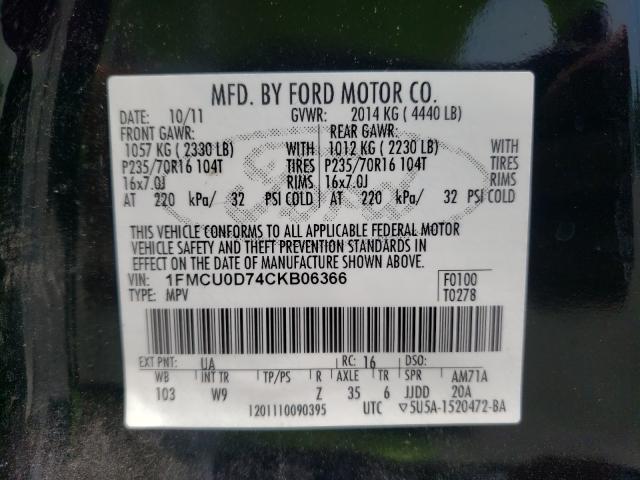 MFD. BY FORD MOTOR CO.
DATE: 10/11 GVWR: 2014 KG ( 4440 LB)
FRONT GAWR: REAR GAWR:
1057 KG ( 2330 LB) WITH 1012 KG ( 2230 LB) WITH
P235/70R16 104T TIRES P235/70R16 104T TIRES
16x7.0J RIMS 16x7.0J RIMS
AT 220 kPa/ 32 PSI COLD AT 220 kPa/ 32 PSI COLD
THIS VEHICLE CONFORMS TO ALL APPLICABLE FEDERAL MOTOR
VEHICLE SAFETY AND THEFT PREVENTION STANDARDS IN
EFFECT ON THE DATE OF MANUFACTURE SHOWN ABOVE.
VIN: 1FMCU0D74CKB06366 F0100
TYPE: MPV T0278
EXT PNT: UA RC: 16 DSO:
WB INT TR TP/PS R AXLE TR SPR AM71A
103 W9 Z 35 6 JJDD 20A
1201110090395 UTC ▽5U5A-1520472-BA